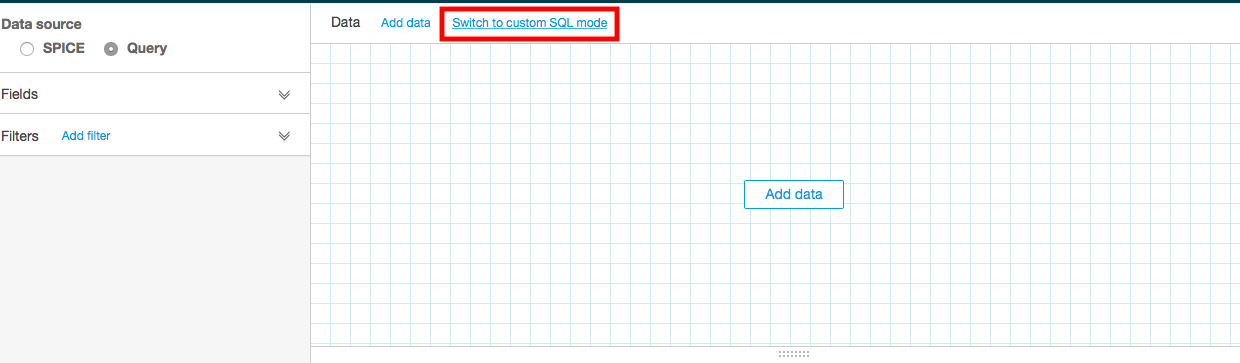 Data source
SPICE Query
Fields
Filters Add filter
Data Add data Switch to custom SQL mode
Add data